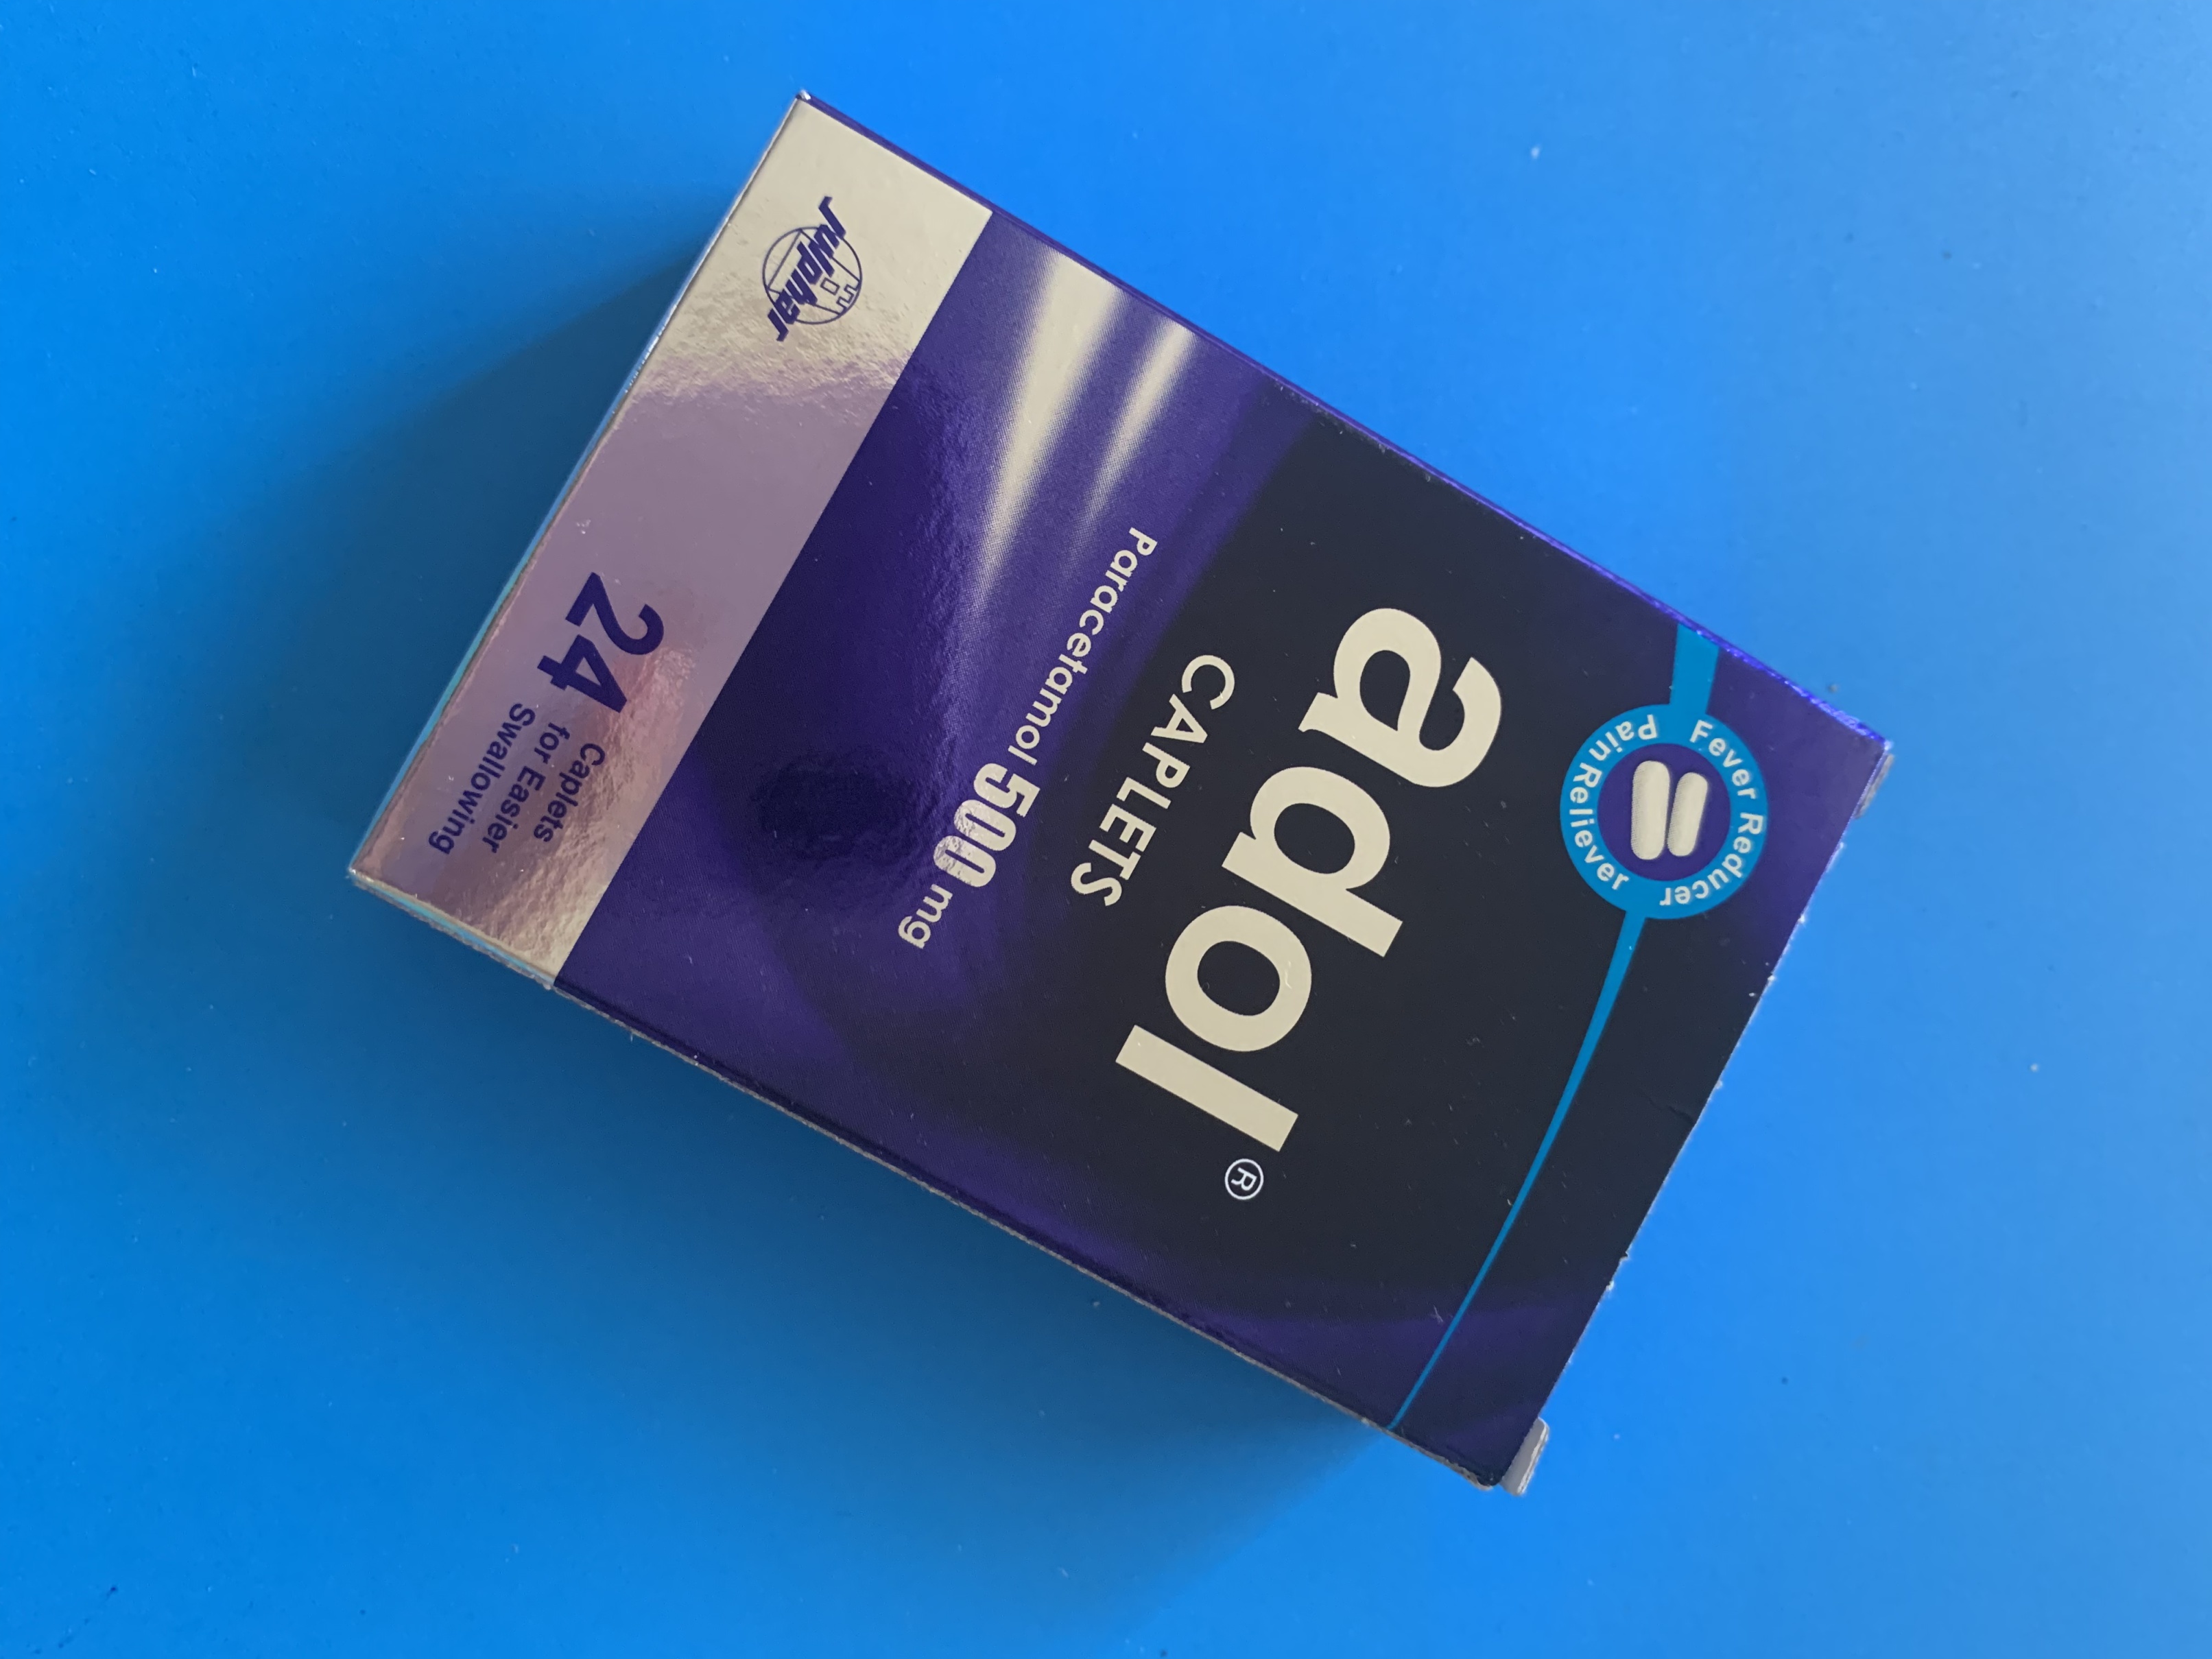 Fever Reducer
Pain Reliever
adol®
CAPLETS
Paracetamol 500 mg
Julphar
24 Caplets
for Easier
Swallowing